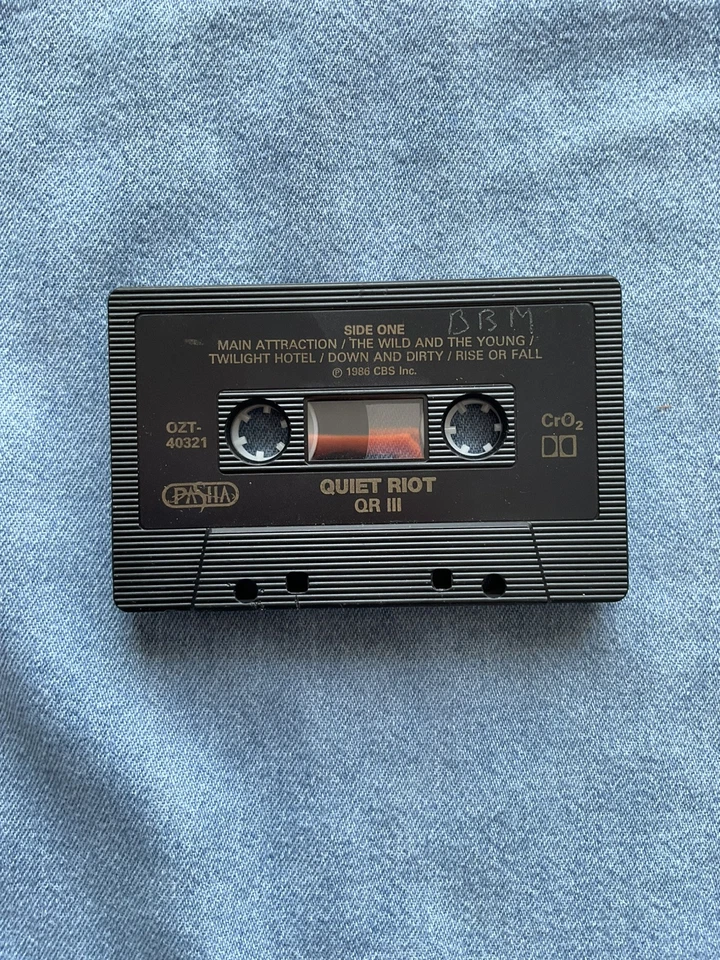 BBM
SIDE ONE
MAIN ATTRACTION / THE WILD AND THE YOUNG /
TWILIGHT HOTEL / DOWN AND DIRTY / RISE OR FALL
℗ 1986 CBS Inc.
OZT-
40321
CrO₂
PASHA
QUIET RIOT
QR III